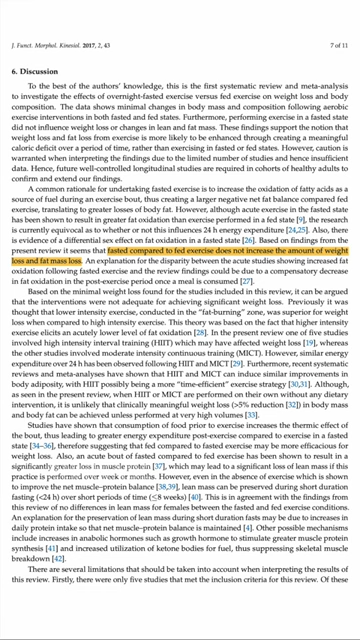 J. Funct. Morphol. Kinesiol. 2017, 2, 43
7 of 11
6. Discussion
To the best of the authors' knowledge, this is the first systematic review and meta-analysis
to investigate the effects of overnight-fasted exercise versus fed exercise on weight loss and body
composition. The data shows minimal changes in body mass and composition following aerobic
exercise interventions in both fasted and fed states. Furthermore, performing exercise in a fasted state
did not influence weight loss or changes in lean and fat mass. These findings support the notion that
weight loss and fat loss from exercise is more likely to be enhanced through creating a meaningful
caloric deficit over a period of time, rather than exercising in fasted or fed states. However, caution is
warranted when interpreting the findings due to the limited number of studies and hence insufficient
data. Hence, future well-controlled longitudinal studies are required in cohorts of healthy adults to
confirm and extend our findings.
A common rationale for undertaking fasted exercise is to increase the oxidation of fatty acids as a
source of fuel during an exercise bout, thus creating a larger negative net fat balance compared fed
exercise, translating to greater losses of body fat. However, although acute exercise in the fasted state
has been shown to result in greater fat oxidation than exercise performed in a fed state [9], the research
is currently equivocal as to whether or not this influences 24 h energy expenditure [24,25]. Also, there
is evidence of a differential sex effect on fat oxidation in a fasted state [26]. Based on findings from the
present review it seems that fasted compared to fed exercise does not increase the amount of weight
loss and fat mass loss. An explanation for the disparity between the acute studies showing increased fat
oxidation following fasted exercise and the review findings could be due to a compensatory decrease
in fat oxidation in the post-exercise period once a meal is consumed [27].
Based on the minimal weight loss found for the studies included in this review, it can be argued
that the interventions were not adequate for achieving significant weight loss. Previously it was
thought that lower intensity exercise, conducted in the "fat-burning" zone, was superior for weight
loss when compared to high intensity exercise. This theory was based on the fact that higher intensity
exercise elicits an acutely lower level of fat oxidation [28]. In the present review one of five studies
involved high intensity interval training (HIIT) which may have affected weight loss [19], whereas
the other studies involved moderate intensity continuous training (MICT). However, similar energy
expenditure over 24 h has been observed following HIIT and MICT [29]. Furthermore, recent systematic
reviews and meta-analyses have shown that HIIT and MICT can induce similar improvements in
body adiposity, with HIIT possibly being a more "time-efficient" exercise strategy [30,31]. Although,
as seen in the present review, when HIIT or MICT are performed on their own without any dietary
intervention, it is unlikely that clinically meaningful weight loss (>5% reduction [32]) in body mass
and body fat can be achieved unless performed at very high volumes [33].
Studies have shown that consumption of food prior to exercise increases the thermic effect of
the bout, thus leading to greater energy expenditure post-exercise compared to exercise in a fasted
state [34–36], therefore suggesting that fed compared to fasted exercise may be more efficacious for
weight loss. Also, an acute bout of fasted compared to fed exercise has been shown to result in a
significantly greater loss in muscle protein [37], which may lead to a significant loss of lean mass if this
practice is performed over week or months. However, even in the absence of exercise which is shown
to improve the net muscle-protein balance [38,39], lean mass can be preserved during short duration
fasting (<24 h) over short periods of time (≤8 weeks) [40]. This is in agreement with the findings from
this review of no differences in lean mass for females between the fasted and fed exercise conditions.
An explanation for the preservation of lean mass during short duration fasts may be due to increases in
daily protein intake so that net muscle–protein balance is maintained [4]. Other possible mechanisms
include increases in anabolic hormones such as growth hormone to stimulate greater muscle protein
synthesis [41] and increased utilization of ketone bodies for fuel, thus suppressing skeletal muscle
breakdown [42].
There are several limitations that should be taken into account when interpreting the results of
this review. Firstly, there were only five studies that met the inclusion criteria for this review. Of these